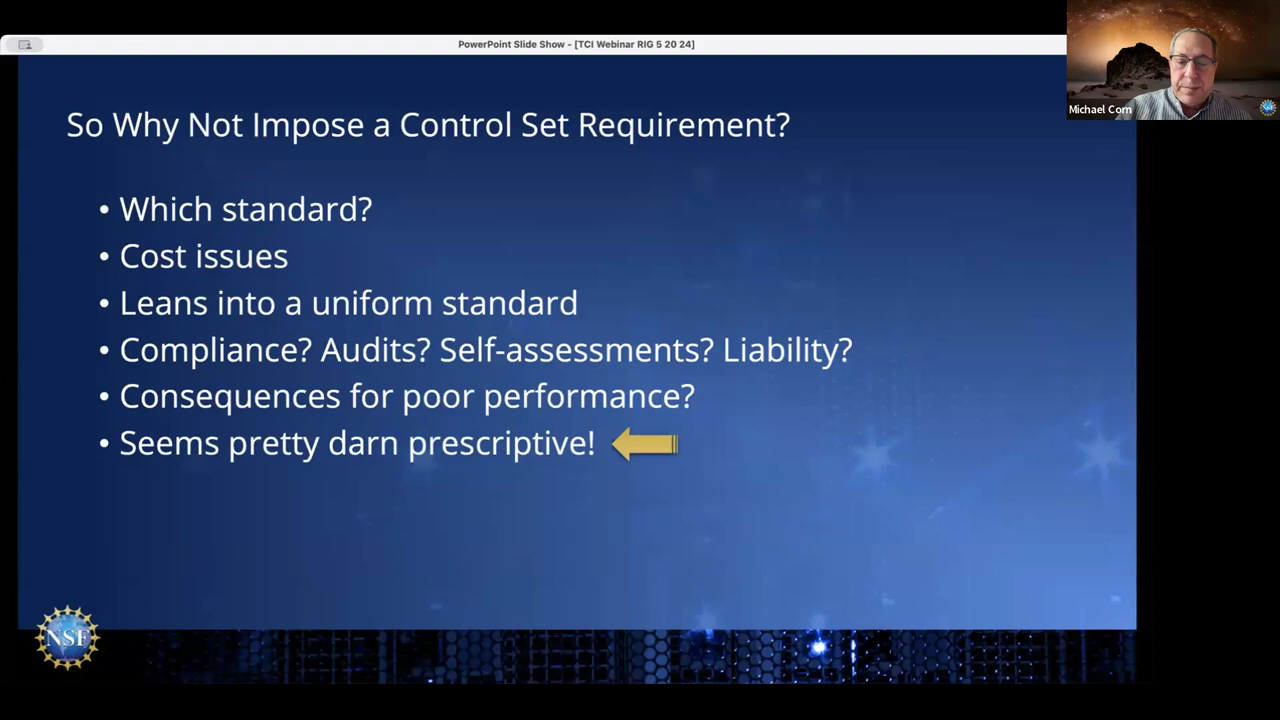 PowerPoint Slide Show - [TCI Webinar RIG 5 20 24]
Michael Corn
So Why Not Impose a Control Set Requirement?
• Which standard?
• Cost issues
• Leans into a uniform standard
• Compliance? Audits? Self-assessments? Liability?
• Consequences for poor performance?
• Seems pretty darn prescriptive!
NSF